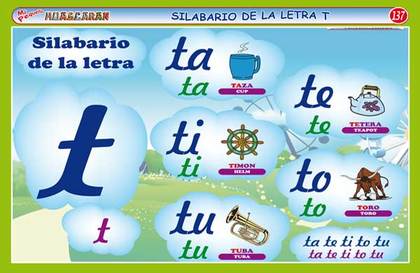 Mi Pequeño HUASCARAN
SILABARIO DE LA LETRA T
137
Silabario
de la letra
t
t
ta
ta
TAZA
CUP
te
te
TETERA
TEAPOT
ti
ti
TIMON
HELM
to
to
TORO
TORO
tu
tu
TUBA
TUBA
ta te ti to tu
ta te ti to tu